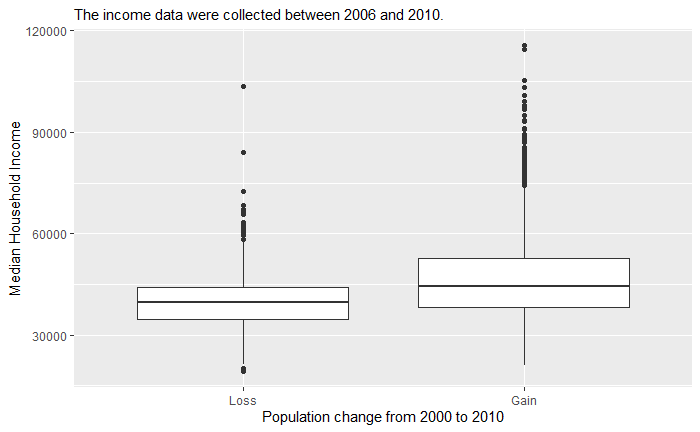 The income data were collected between 2006 and 2010.
120000
90000
60000
30000
Median Household Income
Loss
Gain
Population change from 2000 to 2010